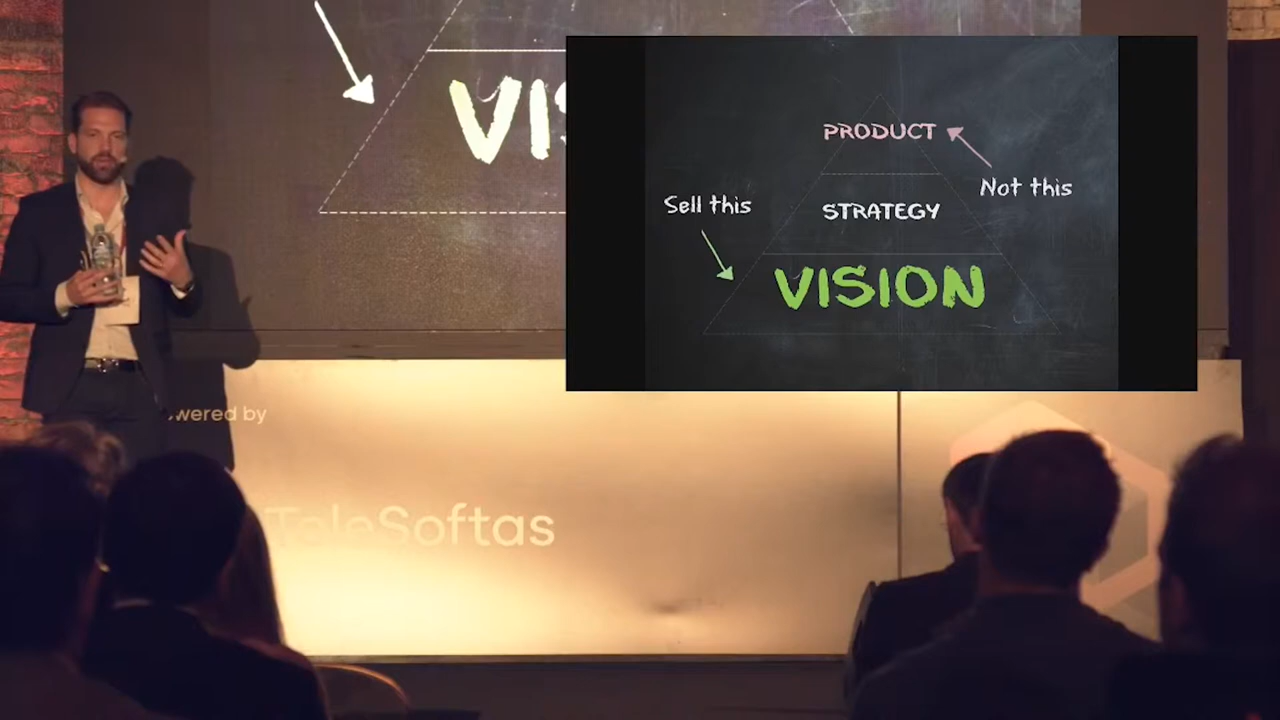 VIS
PRODUCT
Not this
Sell this
STRATEGY
VISION
wered by
TeleSoftas